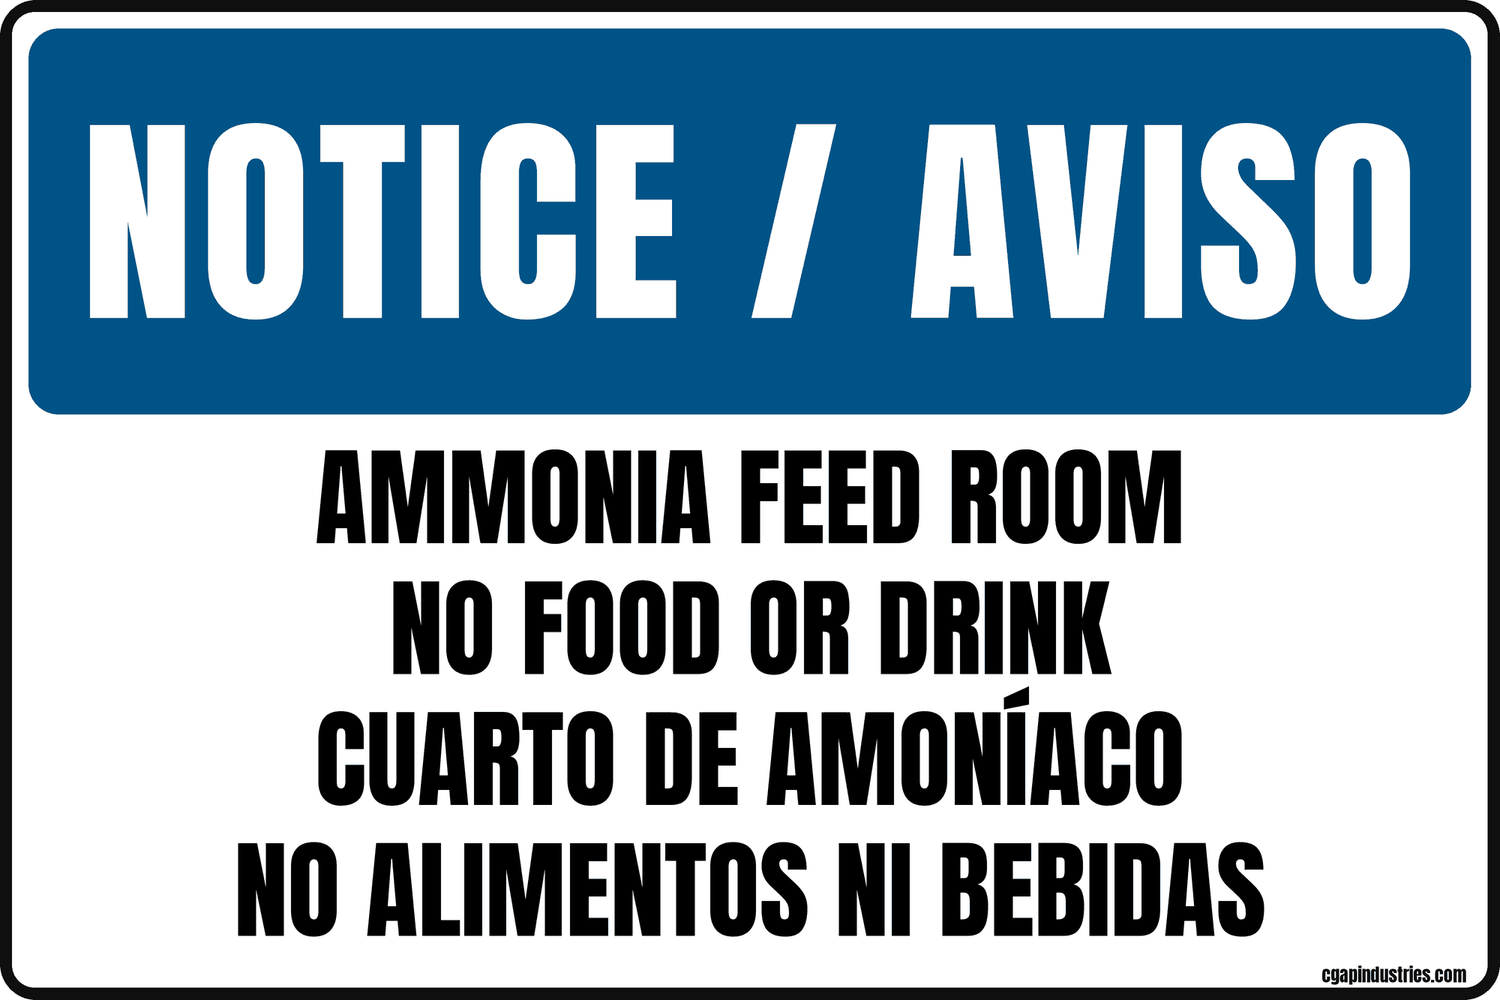 NOTICE / AVISO
AMMONIA FEED ROOM
NO FOOD OR DRINK
CUARTO DE AMONÍACO
NO ALIMENTOS NI BEBIDAS
cgapindustries.com